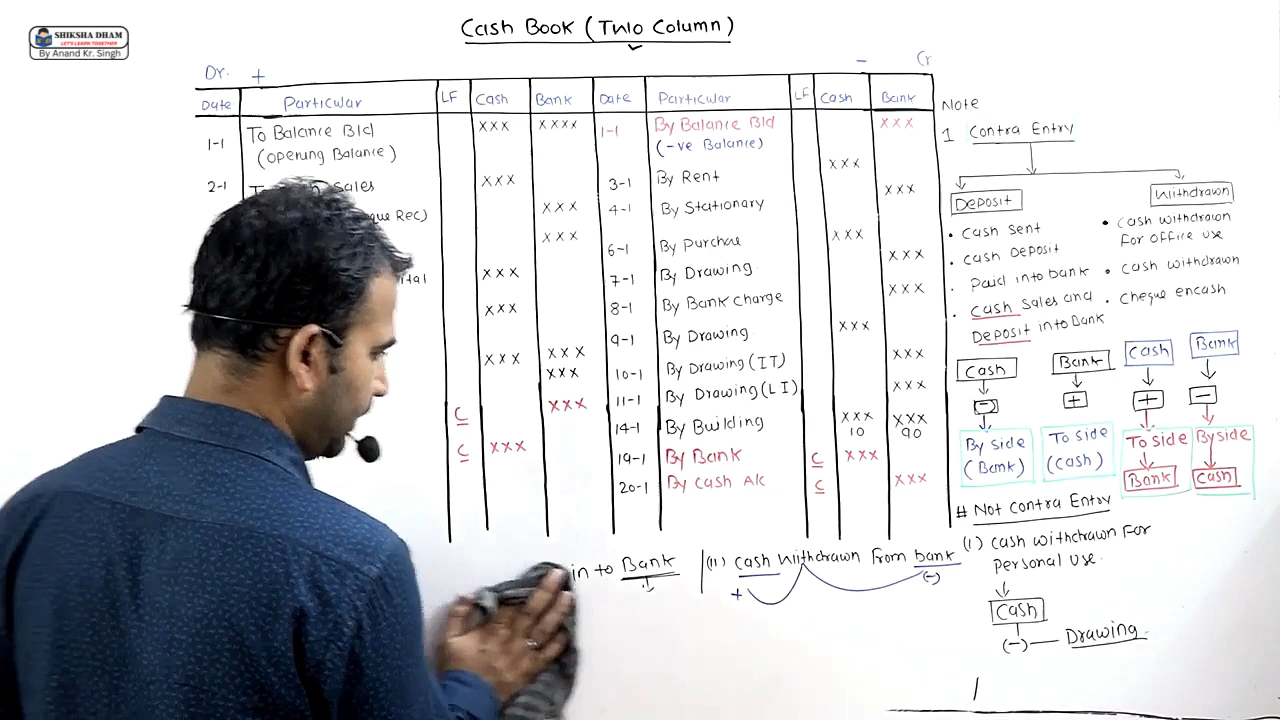 SHIKSHA DHAM
LET'S LEARN TOGETHER
By Anand Kr. Singh
Cash Book (Two Column)
Dr. +
- Cr
Date Particular LF Cash Bank Date Particular LF Cash Bank
1-1 To Balance Bld xxx xxxx
(opening Balance)
2-1 Sales xxx
que Rec) xxx
xxx
ital xxx
xxx
xxx xxx
xxx
C xxx
C xxx
1-1 By Balance Bld xxx
(-ve Balance)
xxx
3-1 By Rent
xxx
4-1 By Stationary
xxx
6-1 By Purchae
xxx
7-1 By Drawing
xxx
8-1 By Bank charge
xxx
9-1 By Drawing
xxx
10-1 By Drawing (IT)
xxx
11-1 By Drawing (LI)
xxx xxx
14-1 By Building 10 90
19-1 By Bank C xxx
20-1 By Cash A/c C xxx
in to Bank
(ii) cash Withdrawn From bank
+ (-)
Note
1 Contra Entry
Deposit
• Cash Sent
• Cash Deposit
• Paid into bank
• Cash Sales and
Deposit into Bank
Withdrawn
• Cash withdrawn
For office use
• Cash withdrawn
• Cheque encash
Cash Bank Cash Bank
- + + -
By side
(Bank)
To side
(cash)
To side
Bank
By side
Cash
# Not Contra Entry
(1) Cash withdrawn For
personal use.
Cash
(-) Drawing